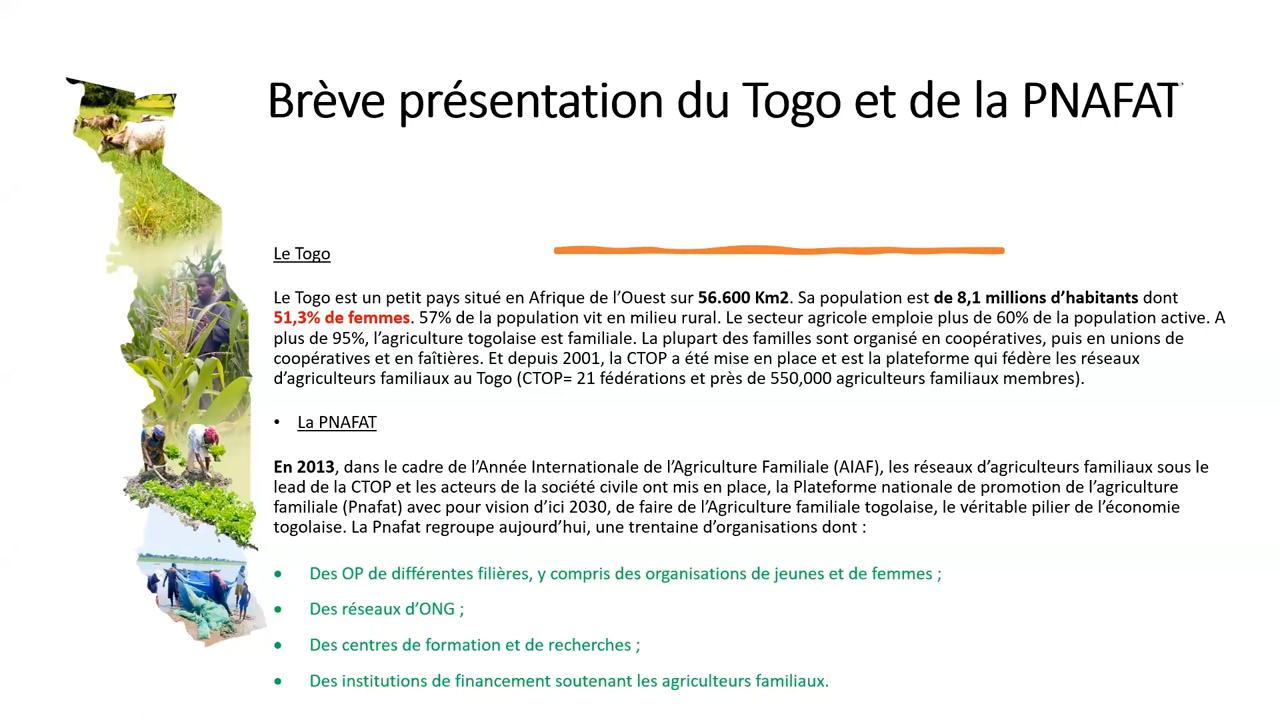 Brève présentation du Togo et de la PNAFAT
Le Togo
Le Togo est un petit pays situé en Afrique de l’Ouest sur 56.600 Km2. Sa population est de 8,1 millions d’habitants dont
51,3% de femmes. 57% de la population vit en milieu rural. Le secteur agricole emploie plus de 60% de la population active. A
plus de 95%, l’agriculture togolaise est familiale. La plupart des familles sont organisé en coopératives, puis en unions de
coopératives et en faîtières. Et depuis 2001, la CTOP a été mise en place et est la plateforme qui fédère les réseaux
d’agriculteurs familiaux au Togo (CTOP= 21 fédérations et près de 550,000 agriculteurs familiaux membres).
• La PNAFAT
En 2013, dans le cadre de l’Année Internationale de l’Agriculture Familiale (AIAF), les réseaux d’agriculteurs familiaux sous le
lead de la CTOP et les acteurs de la société civile ont mis en place, la Plateforme nationale de promotion de l’agriculture
familiale (Pnafat) avec pour vision d’ici 2030, de faire de l’Agriculture familiale togolaise, le véritable pilier de l’économie
togolaise. La Pnafat regroupe aujourd’hui, une trentaine d’organisations dont :
• Des OP de différentes filières, y compris des organisations de jeunes et de femmes ;
• Des réseaux d’ONG ;
• Des centres de formation et de recherches ;
• Des institutions de financement soutenant les agriculteurs familiaux.